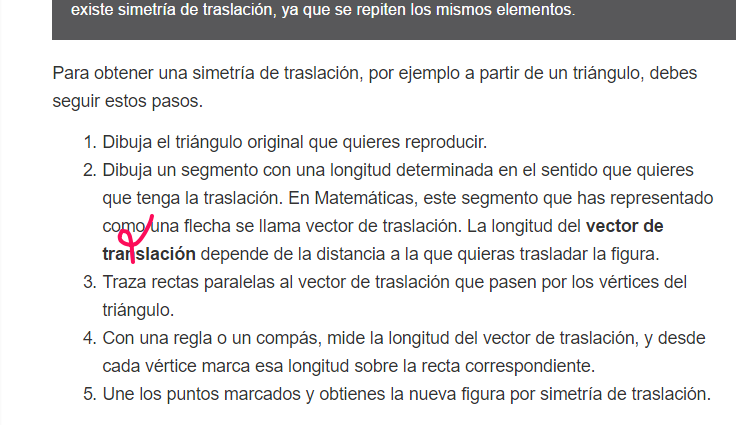 existe simetría de traslación, ya que se repiten los mismos elementos.
Para obtener una simetría de traslación, por ejemplo a partir de un triángulo, debes
seguir estos pasos.
1. Dibuja el triángulo original que quieres reproducir.
2. Dibuja un segmento con una longitud determinada en el sentido que quieres
que tenga la traslación. En Matemáticas, este segmento que has representado
como una flecha se llama vector de traslación. La longitud del vector de
translación depende de la distancia a la que quieras trasladar la figura.
3. Traza rectas paralelas al vector de traslación que pasen por los vértices del
triángulo.
4. Con una regla o un compás, mide la longitud del vector de traslación, y desde
cada vértice marca esa longitud sobre la recta correspondiente.
5. Une los puntos marcados y obtienes la nueva figura por simetría de traslación.